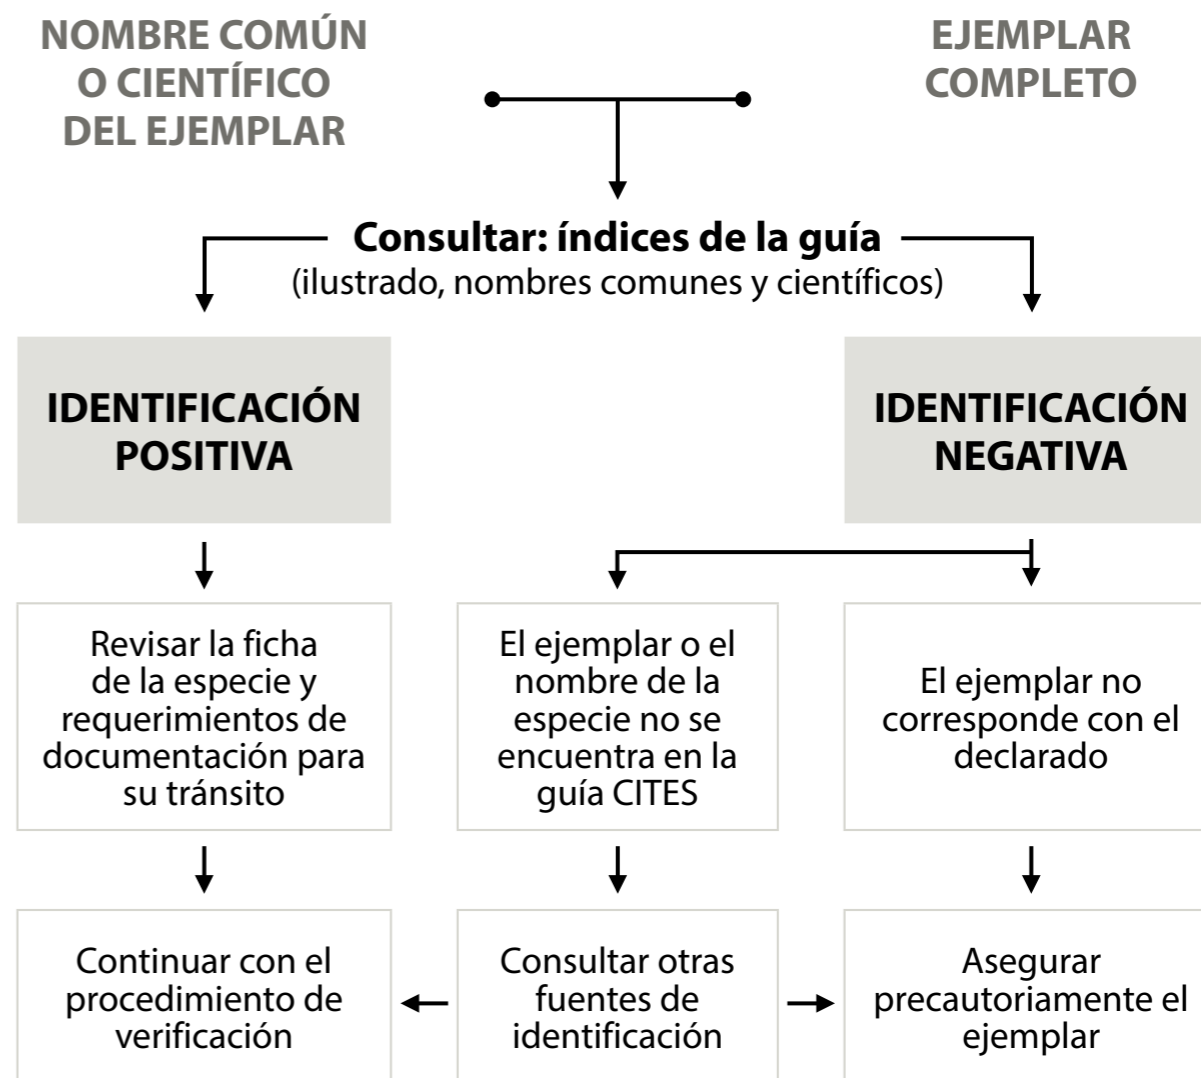 NOMBRE COMÚN
O CIENTÍFICO
DEL EJEMPLAR
EJEMPLAR
COMPLETO
Consultar: índices de la guía
(ilustrado, nombres comunes y científicos)
IDENTIFICACIÓN
POSITIVA
IDENTIFICACIÓN
NEGATIVA
Revisar la ficha
de la especie y
requerimientos de
documentación para
su tránsito
El ejemplar o el
nombre de la
especie no se
encuentra en la
guía CITES
El ejemplar no
corresponde con el
declarado
Continuar con el
procedimiento de
verificación
Consultar otras
fuentes de
identificación
Asegurar
precautoriamente el
ejemplar